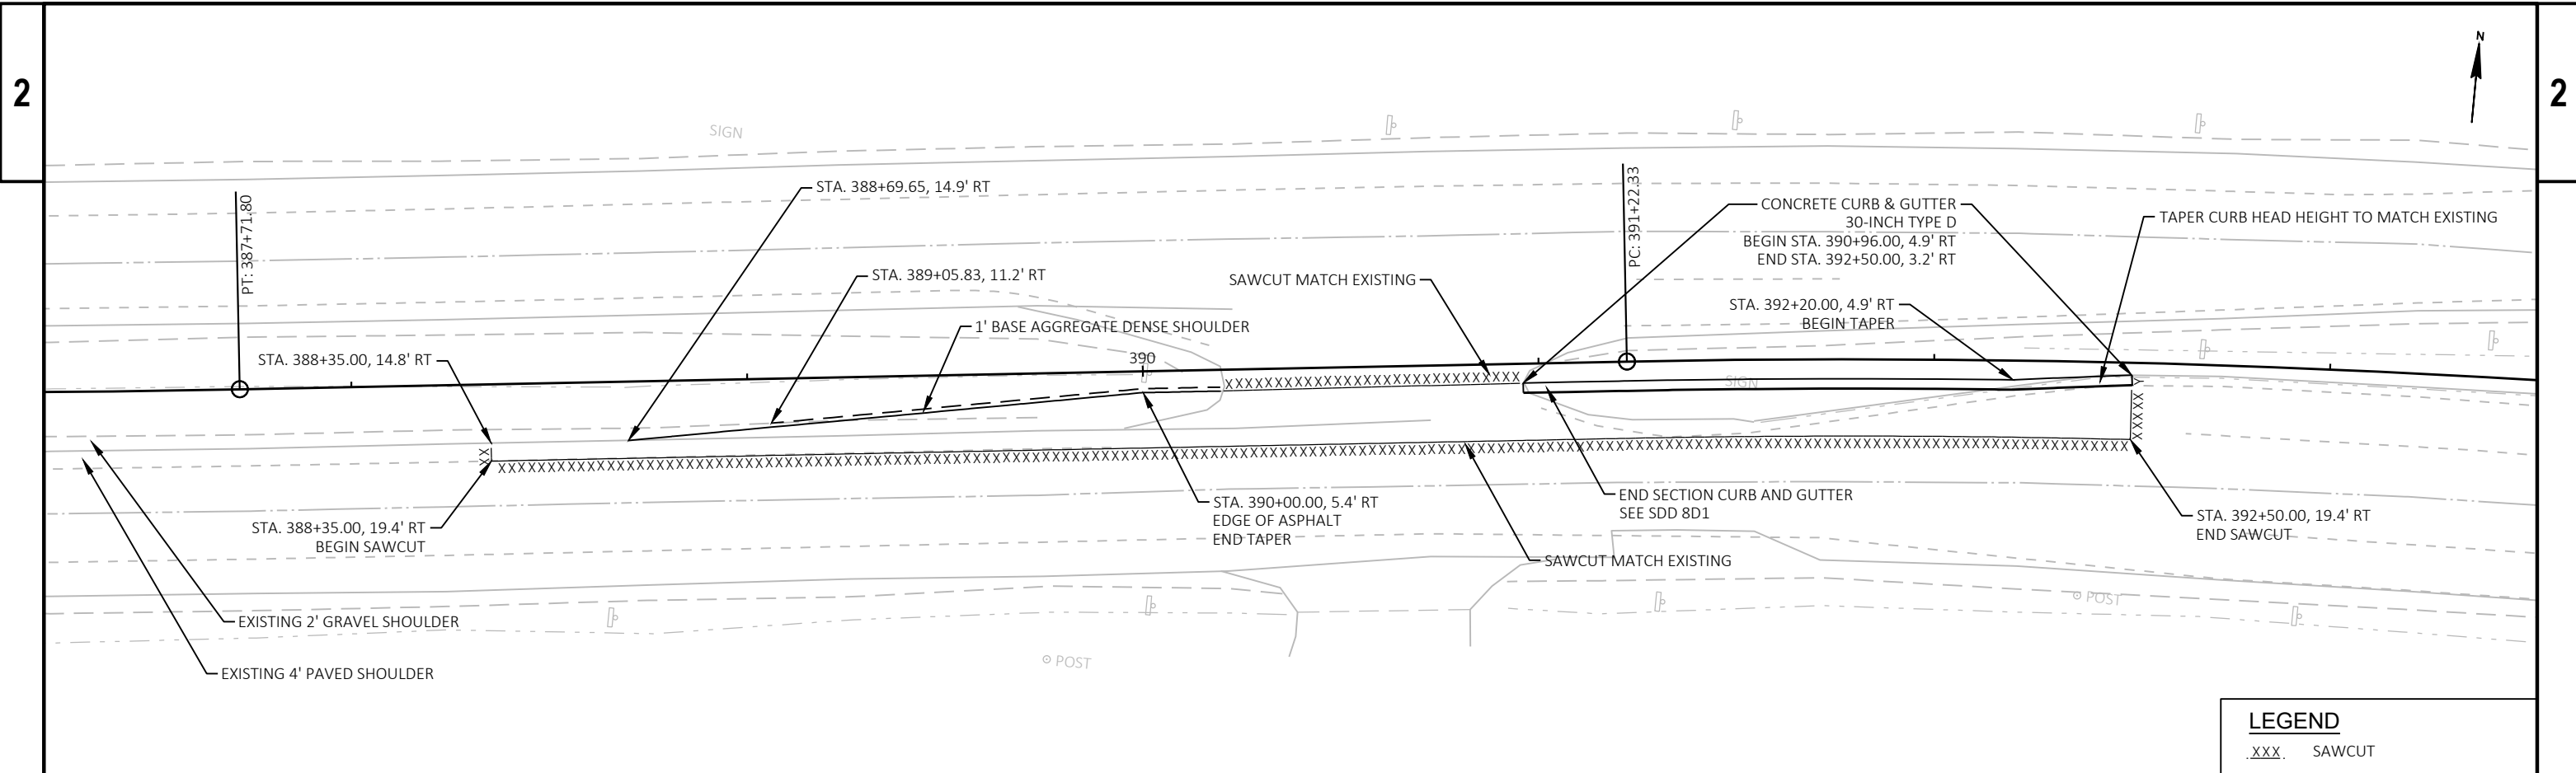 2
2
N
SIGN
PT: 387+71.80
STA. 388+69.65, 14.9' RT
STA. 389+05.83, 11.2' RT
1' BASE AGGREGATE DENSE SHOULDER
SAWCUT MATCH EXISTING
PC: 391+22.33
CONCRETE CURB & GUTTER
30-INCH TYPE D
BEGIN STA. 390+96.00, 4.9' RT
END STA. 392+50.00, 3.2' RT
TAPER CURB HEAD HEIGHT TO MATCH EXISTING
STA. 392+20.00, 4.9' RT
BEGIN TAPER
STA. 388+35.00, 14.8' RT
390
SIGN
STA. 388+35.00, 19.4' RT
BEGIN SAWCUT
STA. 390+00.00, 5.4' RT
EDGE OF ASPHALT
END TAPER
END SECTION CURB AND GUTTER
SEE SDD 8D1
SAWCUT MATCH EXISTING
STA. 392+50.00, 19.4' RT
END SAWCUT
EXISTING 2' GRAVEL SHOULDER
EXISTING 4' PAVED SHOULDER
POST
POST
LEGEND
XXX SAWCUT